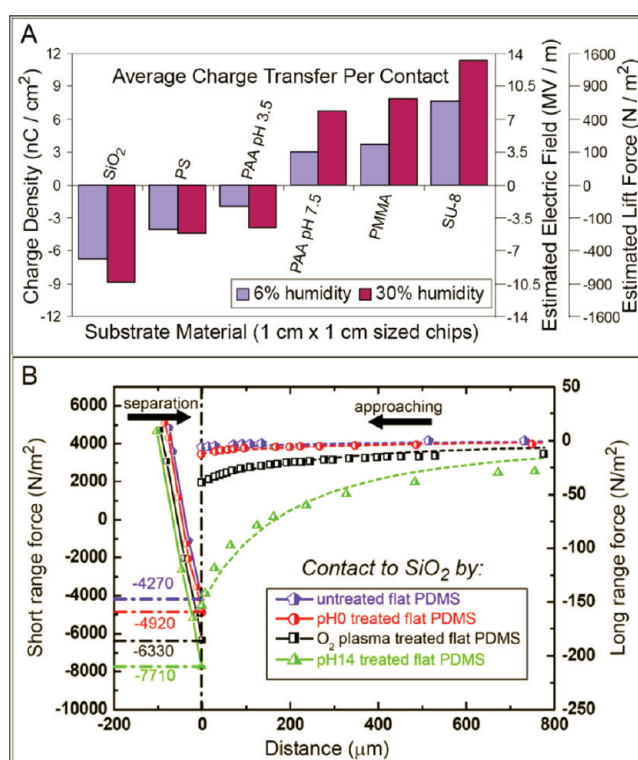 A
Average Charge Transfer Per Contact
Charge Density (nC / cm²)
12
9
6
3
0
-3
-6
-9
-12
SiO₂
PS
PAA pH 3.5
PAA pH 7.5
PMMA
SU-8
6% humidity
30% humidity
14
10.5
7
3.5
0
-3.5
-7
-10.5
-14
Estimated Electric Field (MV / m)
1600
900
400
100
0
-100
-400
-900
-1600
Estimated Lift Force (N / m²)
Substrate Material (1 cm x 1 cm sized chips)
B
separation
approaching
Short range force (N/m²)
6000
4000
2000
0
-2000
-4000
-6000
-8000
-10000
-4270
-4920
-6330
-7710
Contact to SiO₂ by:
untreated flat PDMS
pH0 treated flat PDMS
O₂ plasma treated flat PDMS
pH14 treated flat PDMS
50
0
-50
-100
-150
-200
-250
Long range force (N/m²)
-200
0
200
400
600
800
Distance (μm)